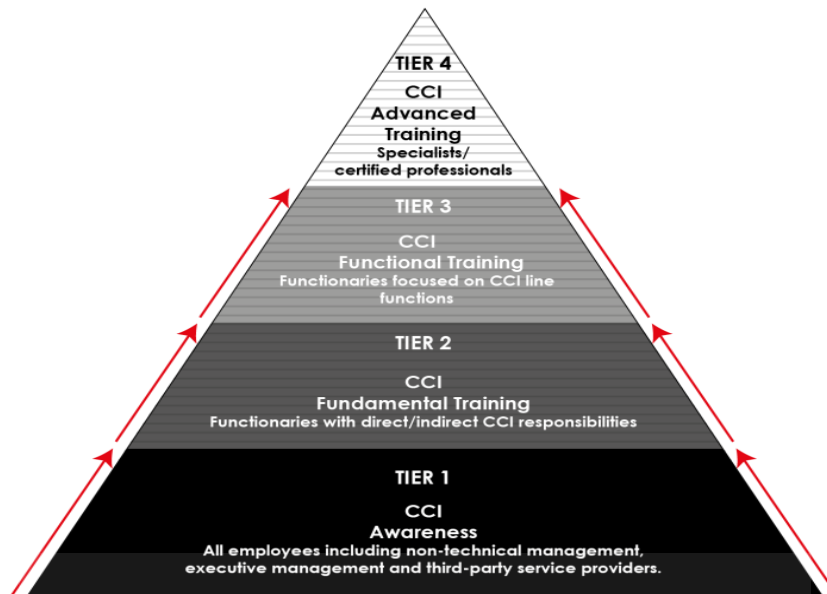 TIER 4
CCI
Advanced
Training
Specialists/
certified professionals
TIER 3
CCI
Functional Training
Functionaries focused on CCI line
functions
TIER 2
CCI
Fundamental Training
Functionaries with direct/indirect CCI responsibilities
TIER 1
CCI
Awareness
All employees including non-technical management,
executive management and third-party service providers.